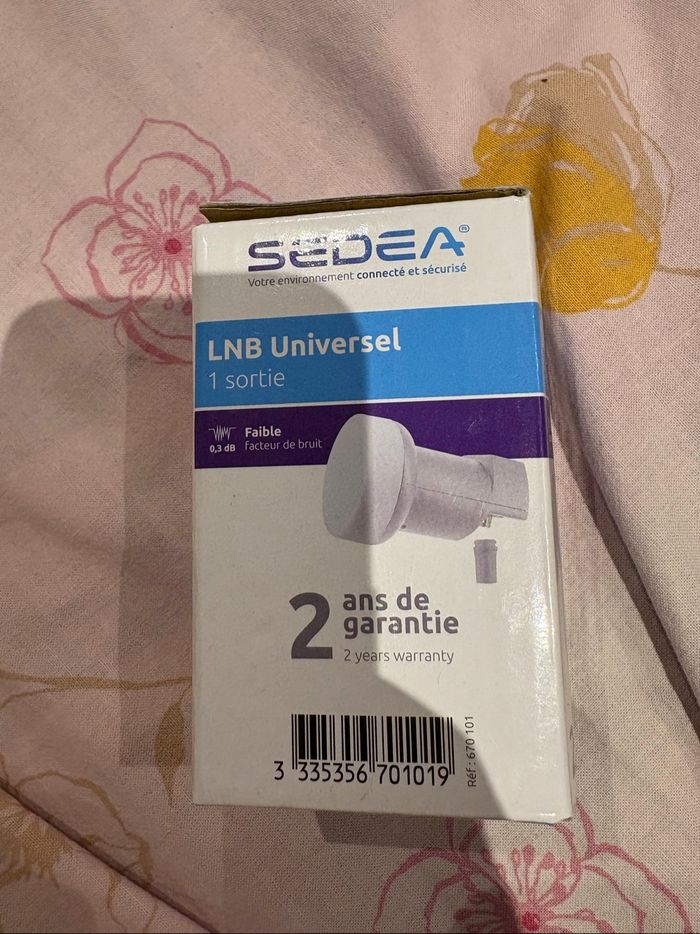 SEDEA®
Votre environnement connecté et sécurisé
LNB Universel
1 sortie
Faible
0,3 dB facteur de bruit
2 ans de
garantie
2 years warranty
3 335356 701019
Réf : 670 101